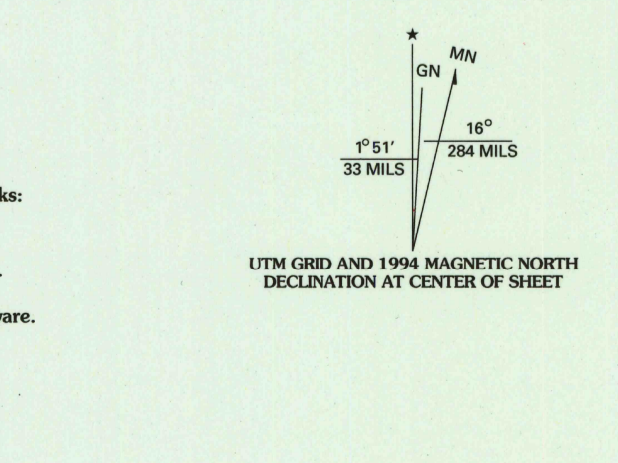 ★
MN
GN
16°
1°51′
284 MILS
33 MILS
ks:
UTM GRID AND 1994 MAGNETIC NORTH
DECLINATION AT CENTER OF SHEET
.
vare.